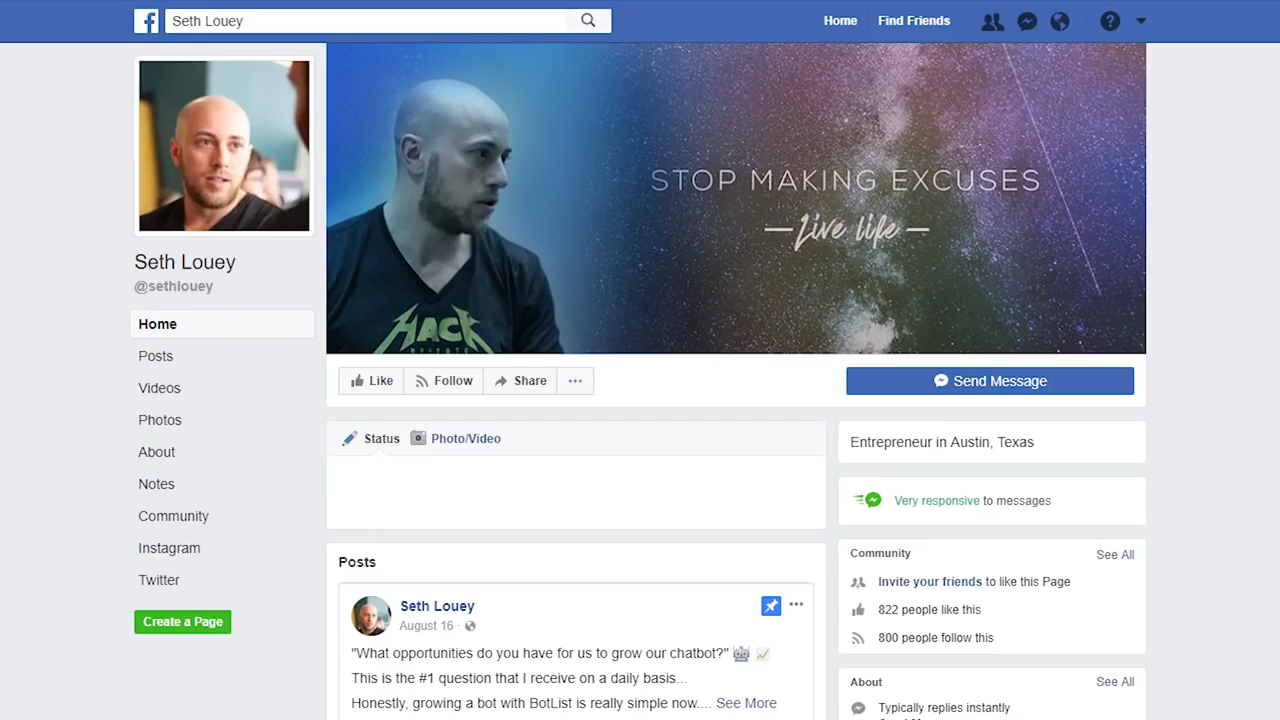 Seth Louey
Home
Find Friends
STOP MAKING EXCUSES
Live life
HACK
Seth Louey
@sethlouey
Home
Posts
Videos
Photos
About
Notes
Community
Instagram
Twitter
Create a Page
Like
Follow
Share
Send Message
Status
Photo/Video
Posts
Seth Louey
August 16 ·
"What opportunities do you have for us to grow our chatbot?" 🤖 📈
This is the #1 question that I receive on a daily basis...
Honestly, growing a bot with BotList is really simple now.... See More
Entrepreneur in Austin, Texas
Very responsive to messages
Community
See All
Invite your friends to like this Page
822 people like this
800 people follow this
About
See All
Typically replies instantly